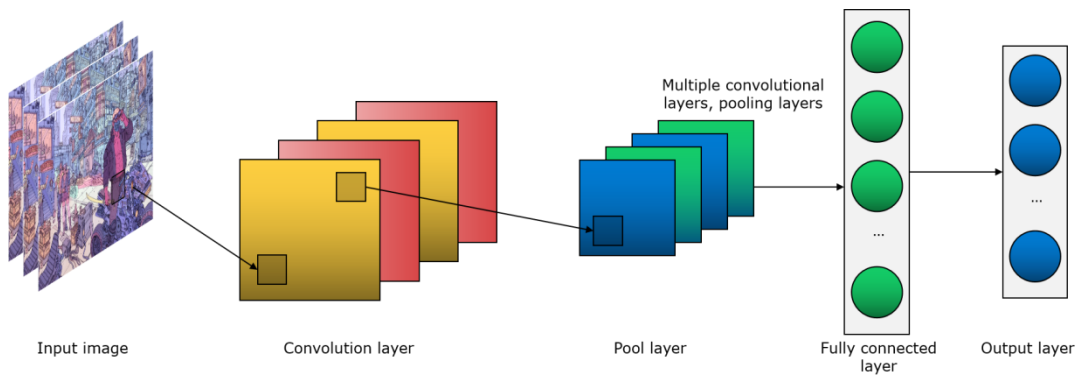 Multiple convolutional
layers, pooling layers
...
...
Input image
Convolution layer
Pool layer
Fully connected
layer
Output layer